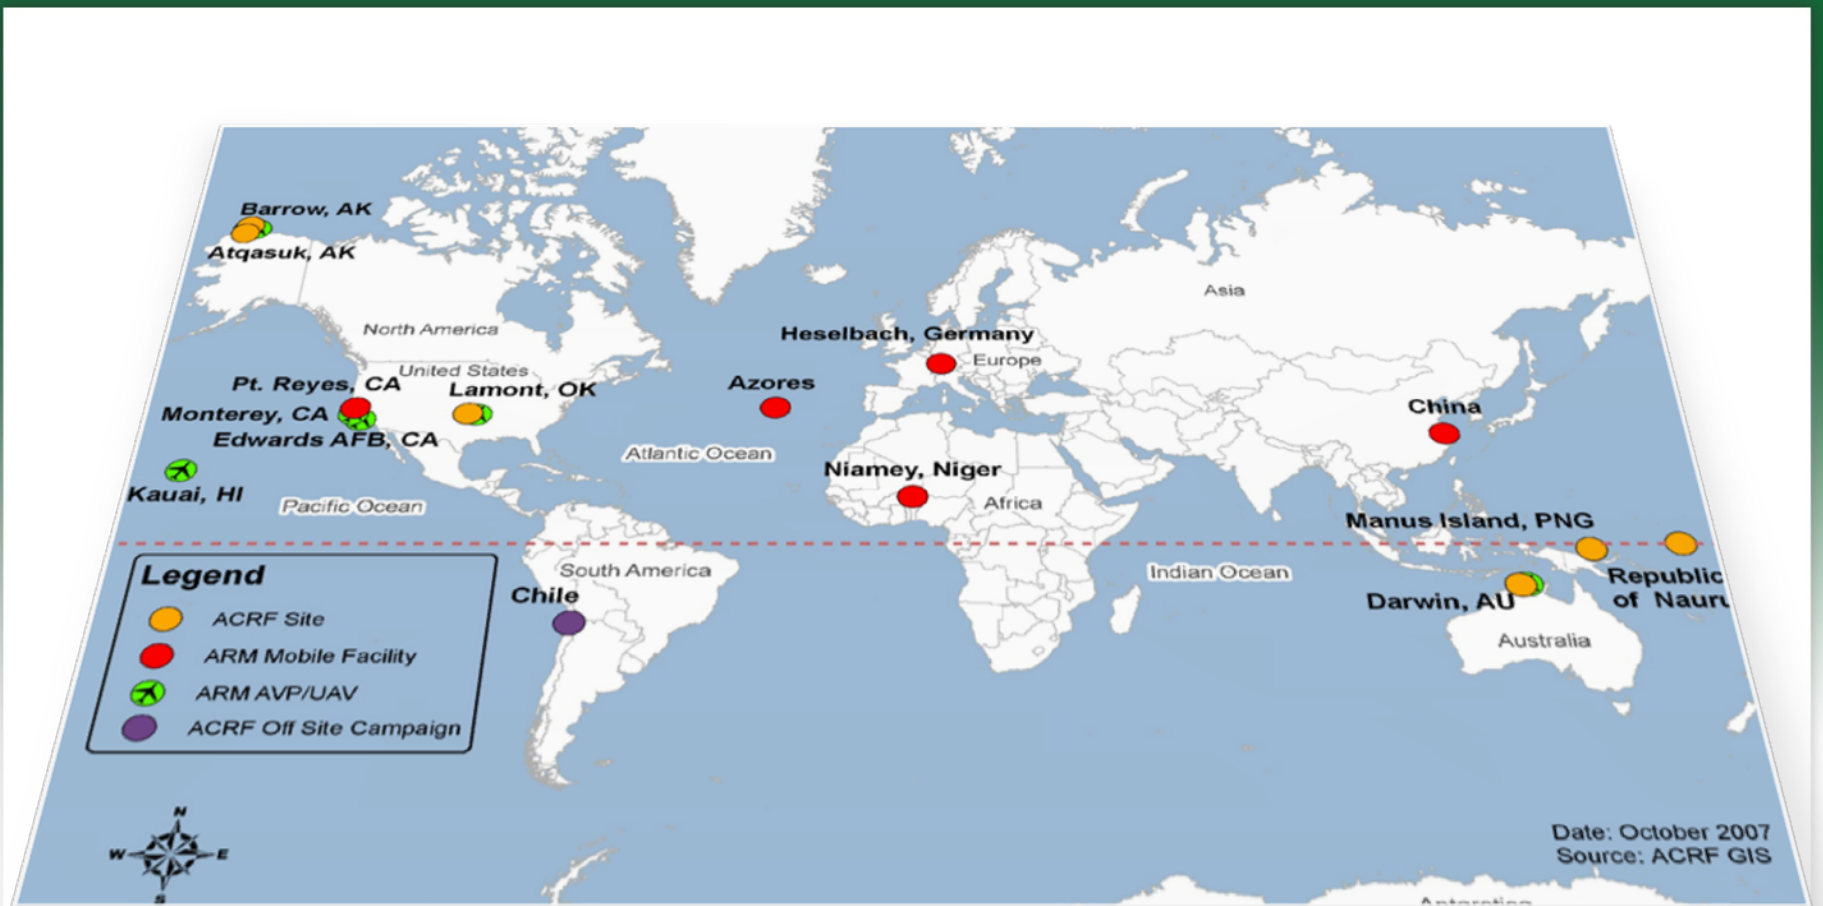 Barrow, AK
Atqasuk, AK
North America
Asia
Heselbach, Germany
Europe
United States
Pt. Reyes, CA
Lamont, OK
Azores
China
Monterey, CA
Edwards AFB, CA
Atlantic Ocean
Niamey, Niger
Africa
Kauai, HI
Pacific Ocean
Manus Island, PNG
South America
Indian Ocean
Republic
of Nauru
Chile
Darwin, AU
Australia
Legend
ACRF Site
ARM Mobile Facility
ARM AVP/UAV
ACRF Off Site Campaign
N
W E
S
Date: October 2007
Source: ACRF GIS